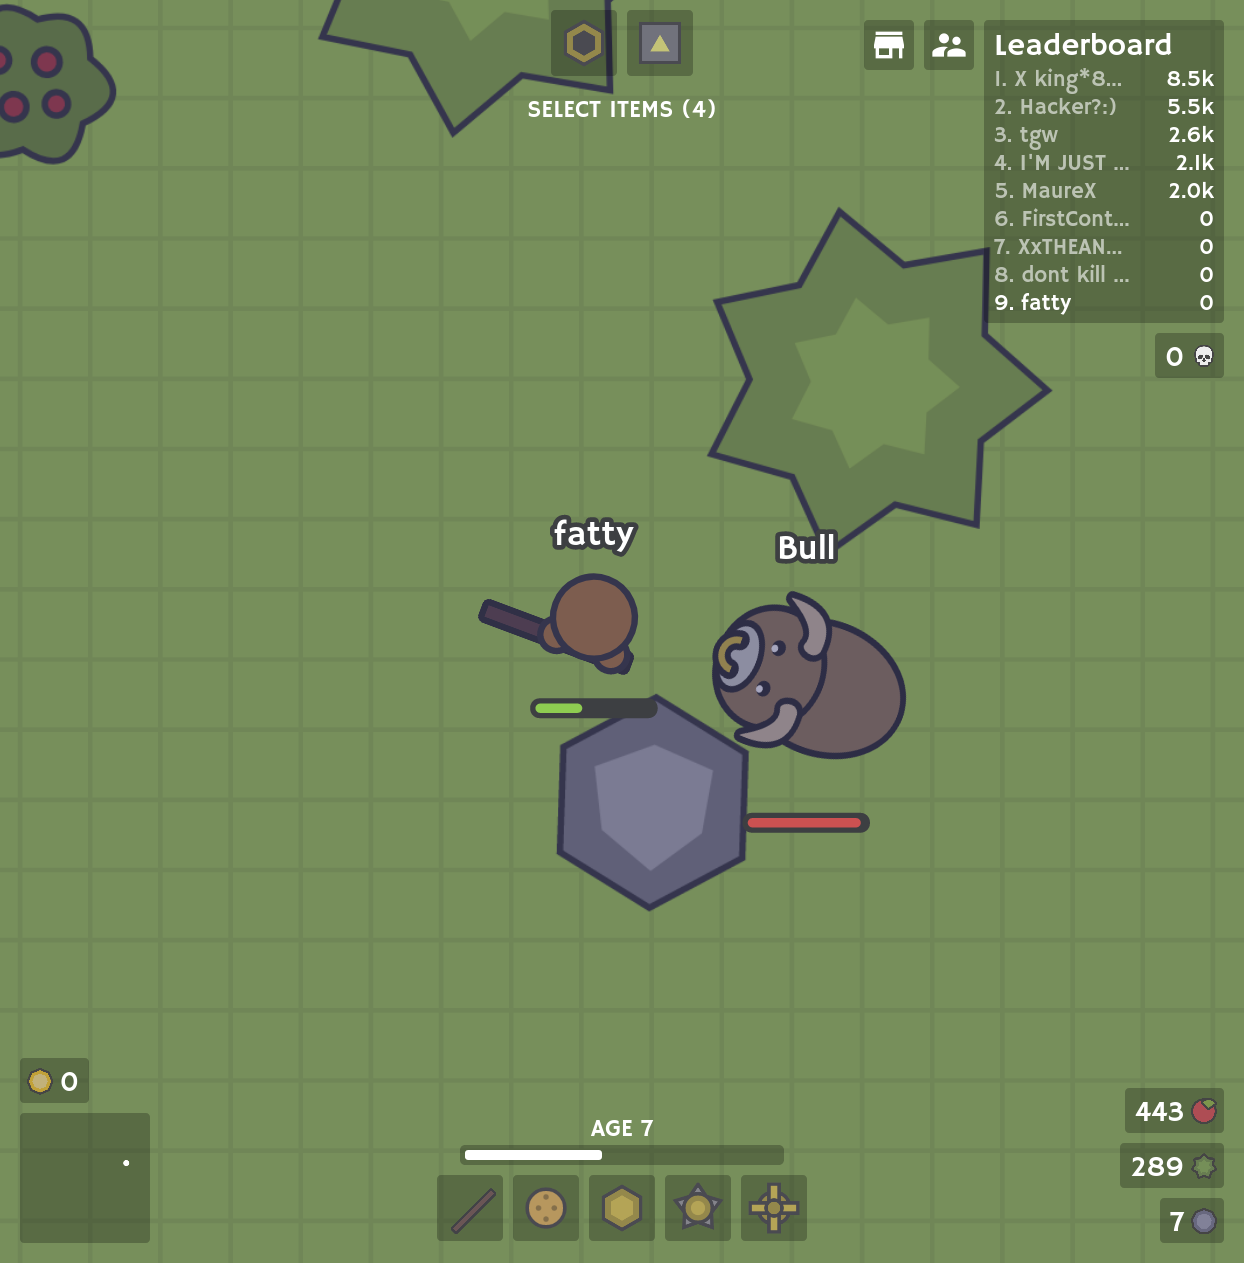 SELECT ITEMS (4)
Leaderboard
1. X king*8... 8.5k
2. Hacker?:) 5.5k
3. tgw 2.6k
4. I'M JUST ... 2.1k
5. MaureX 2.0k
6. FirstCont... 0
7. XxTHEAN... 0
8. dont kill ... 0
9. fatty 0
0
fatty
Bull
0
AGE 7
443
289
7